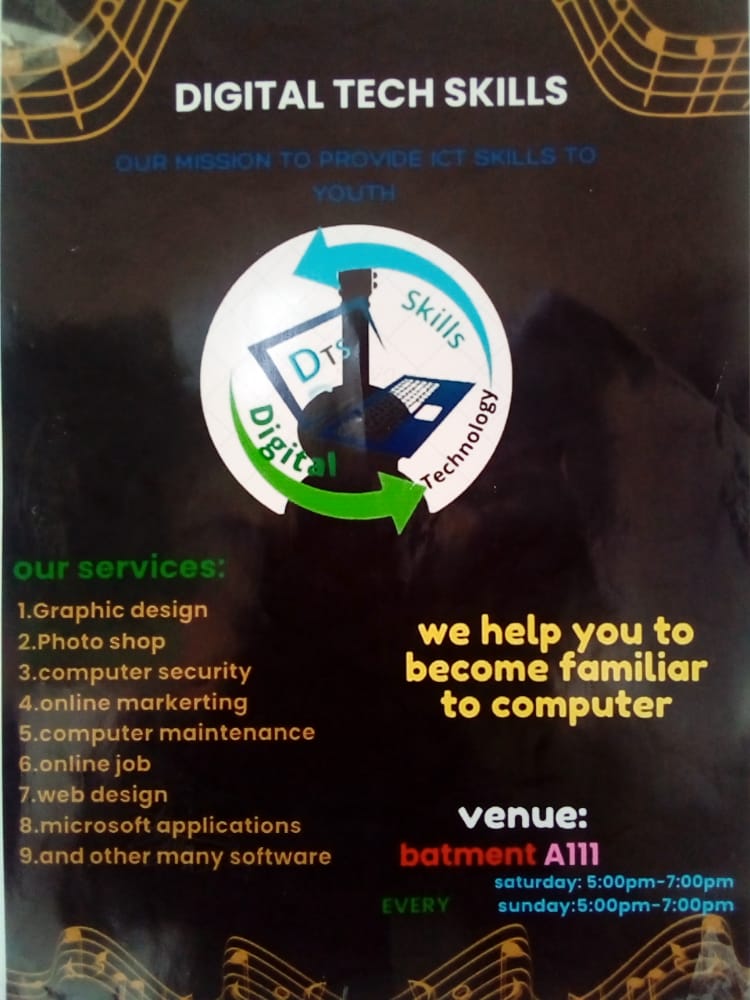 DIGITAL TECH SKILLS
OUR MISSION TO PROVIDE ICT SKILLS TO
YOUTH
Skills
DTS
Digital
Technology
our services:
1.Graphic design
2.Photo shop
3.computer security
4.online markerting
5.computer maintenance
6.online job
7.web design
8.microsoft applications
9.and other many software
we help you to
become familiar
to computer
venue:
batment A111
saturday: 5:00pm-7:00pm
EVERY sunday:5:00pm-7:00pm